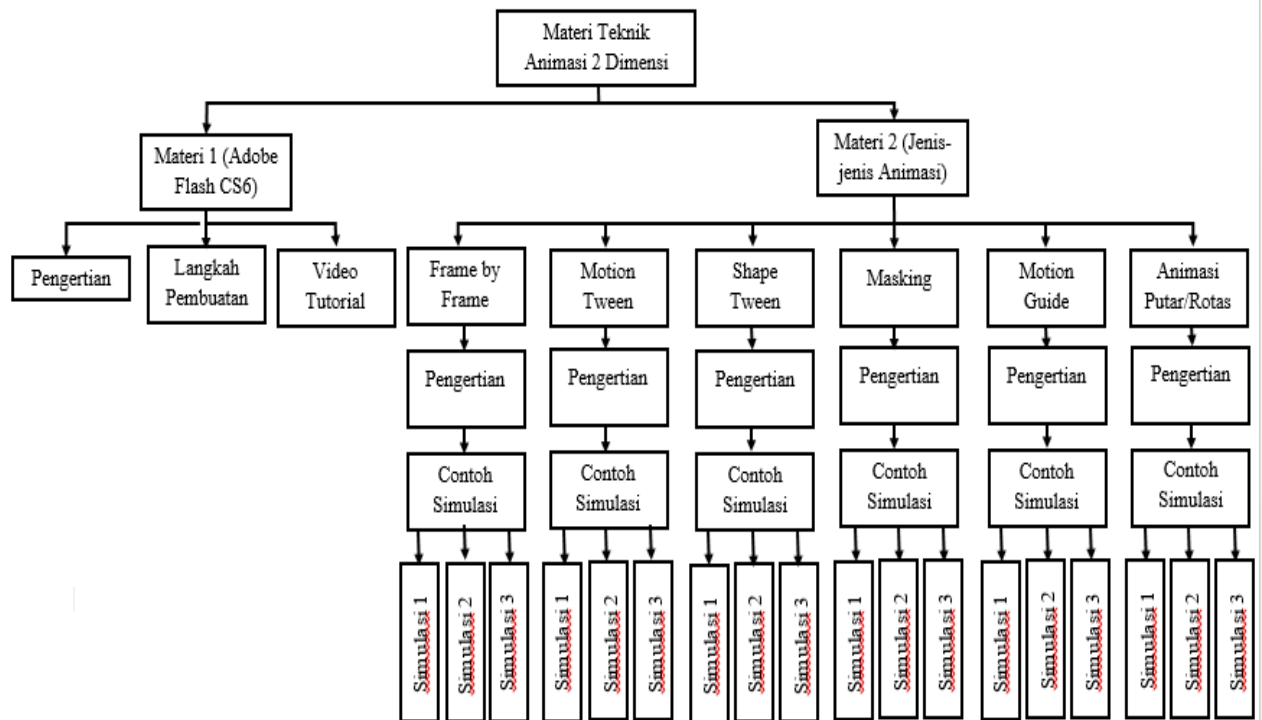 Materi Teknik
Animasi 2 Dimensi
Materi 1 (Adobe
Flash CS6)
Materi 2 (Jenis-
jenis Animasi)
Pengertian
Langkah
Pembuatan
Video
Tutorial
Frame by
Frame
Motion
Tween
Shape
Tween
Masking
Motion
Guide
Animasi
Putar/Rotas
Pengertian
Pengertian
Pengertian
Pengertian
Pengertian
Pengertian
Contoh
Simulasi
Contoh
Simulasi
Contoh
Simulasi
Contoh
Simulasi
Contoh
Simulasi
Contoh
Simulasi
Simulasi 1
Simulasi 2
Simulasi 3
Simulasi 1
Simulasi 2
Simulasi 3
Simulasi 1
Simulasi 2
Simulasi 3
Simulasi 1
Simulasi 2
Simulasi 3
Simulasi 1
Simulasi 2
Simulasi 3
Simulasi 1
Simulasi 2
Simulasi 3